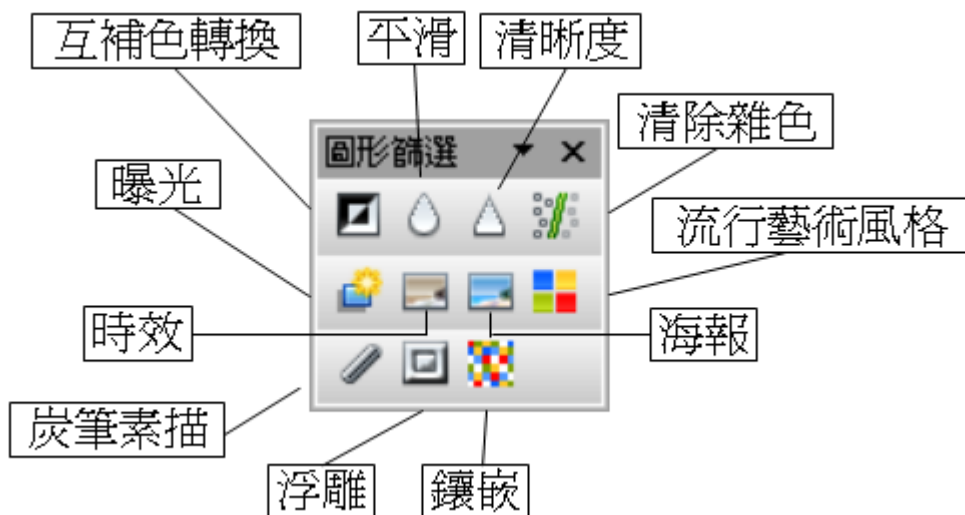 互補色轉換
平滑
清晰度
清除雜色
圖形篩選
曝光
流行藝術風格
時效
海報
炭筆素描
浮雕
鑲嵌